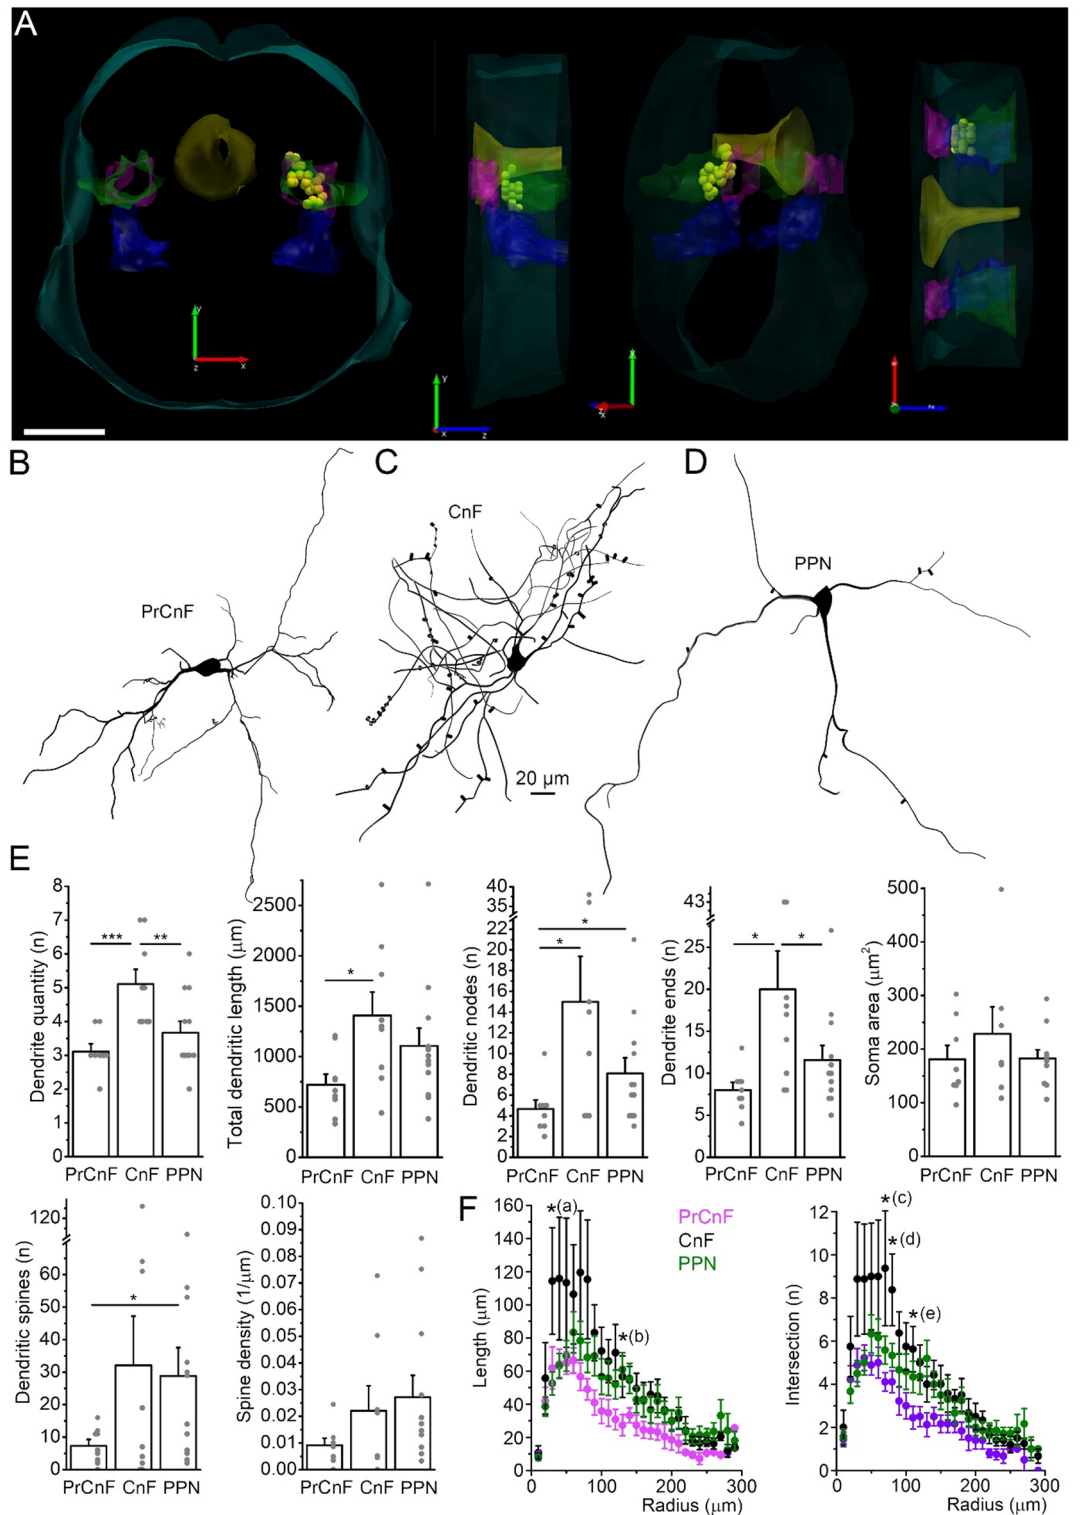 A
y
x
z
y
x
z
y
z
x
x
z
B
C
D
PrCnF
CnF
PPN
20 µm
E
Dendrite quantity (n)
8
7
6
5
4
3
2
1
0
***
**
PrCnF CnF PPN
Total dendritic length (µm)
2500
2000
1500
1000
500
0
*
PrCnF CnF PPN
Dendritic nodes (n)
40
35
22
20
18
16
14
12
10
8
6
4
2
0
*
*
PrCnF CnF PPN
Dendrite ends (n)
43
25
20
15
10
5
0
*
*
PrCnF CnF PPN
Soma area (µm²)
500
400
300
200
100
0
PrCnF CnF PPN
Dendritic spines (n)
120
60
50
40
30
20
10
0
*
PrCnF CnF PPN
Spine density (1/µm)
0.10
0.09
0.08
0.07
0.06
0.05
0.04
0.03
0.02
0.01
0.00
PrCnF CnF PPN
F
Length (µm)
160
140
120
100
80
60
40
20
0
*(a)
*(b)
PrCnF
CnF
PPN
0 100 200 300
Radius (µm)
Intersection (n)
12
10
8
6
4
2
0
*(c)
*(d)
*(e)
0 100 200 300
Radius (µm)